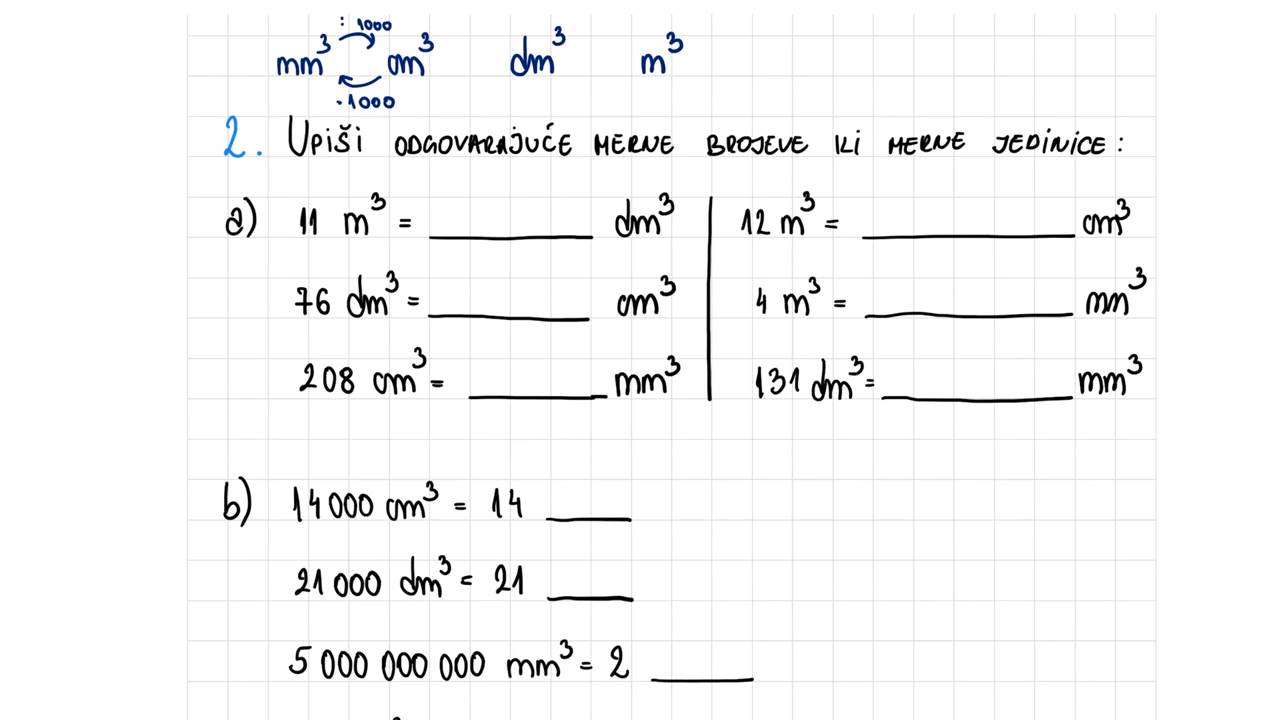 : 1000
mm³ cm³ dm³ m³
· 1000
2. Upiši odgovarajuće merne brojeve ili merne jedinice:
a) 11 m³ = ________ dm³ | 12 m³ = ________ cm³
76 dm³ = ________ cm³ | 4 m³ = ________ mm³
208 cm³ = ________ mm³ | 131 dm³ = ________ mm³
b) 14 000 cm³ = 14 ____
21 000 dm³ = 21 ____
5 000 000 000 mm³ = 2 ____